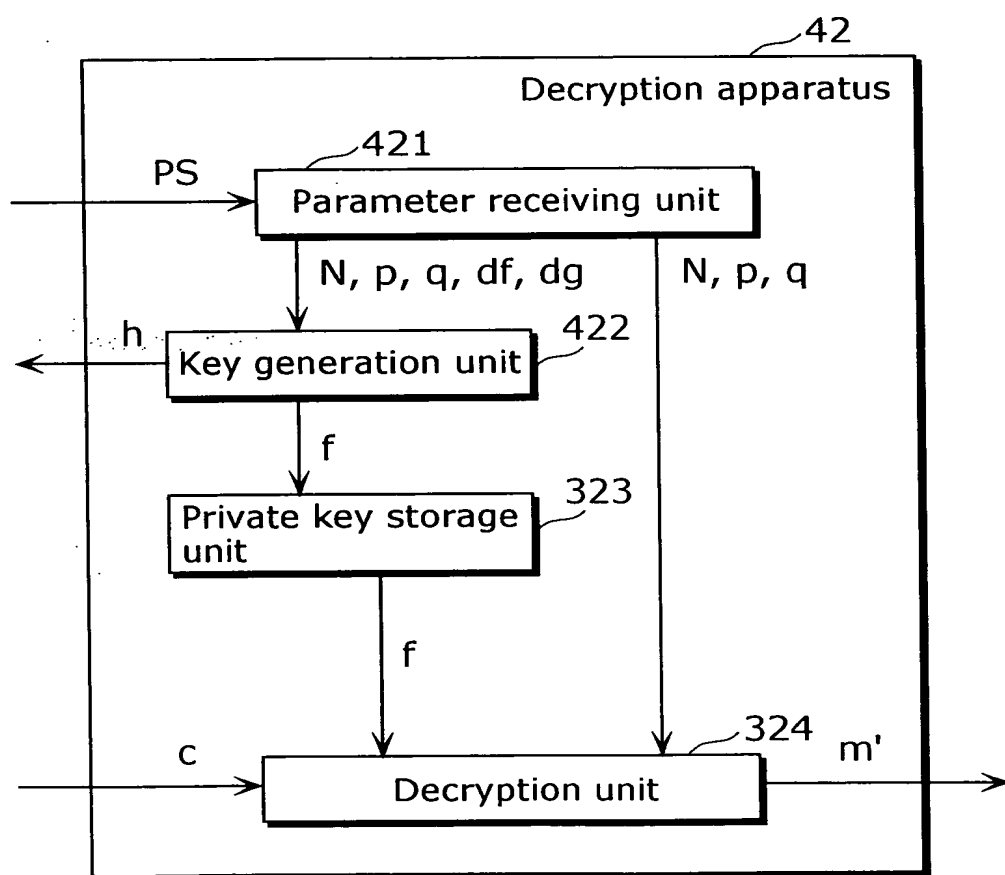 42
Decryption apparatus
421
PS
Parameter receiving unit
N, p, q, df, dg
N, p, q
h
422
Key generation unit
f
323
Private key storage
unit
f
324
c
m'
Decryption unit